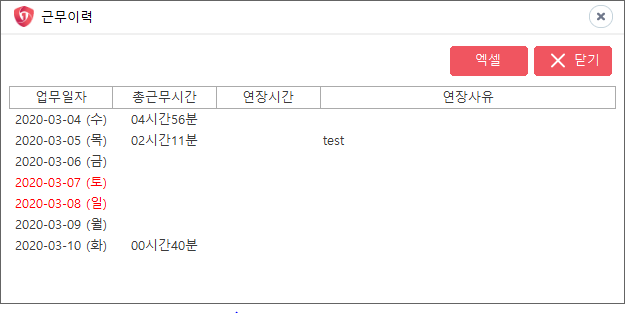 근무이력
엑셀 닫기
업무일자 총근무시간 연장시간 연장사유
2020-03-04 (수) 04시간56분
2020-03-05 (목) 02시간11분 test
2020-03-06 (금)
2020-03-07 (토)
2020-03-08 (일)
2020-03-09 (월)
2020-03-10 (화) 00시간40분